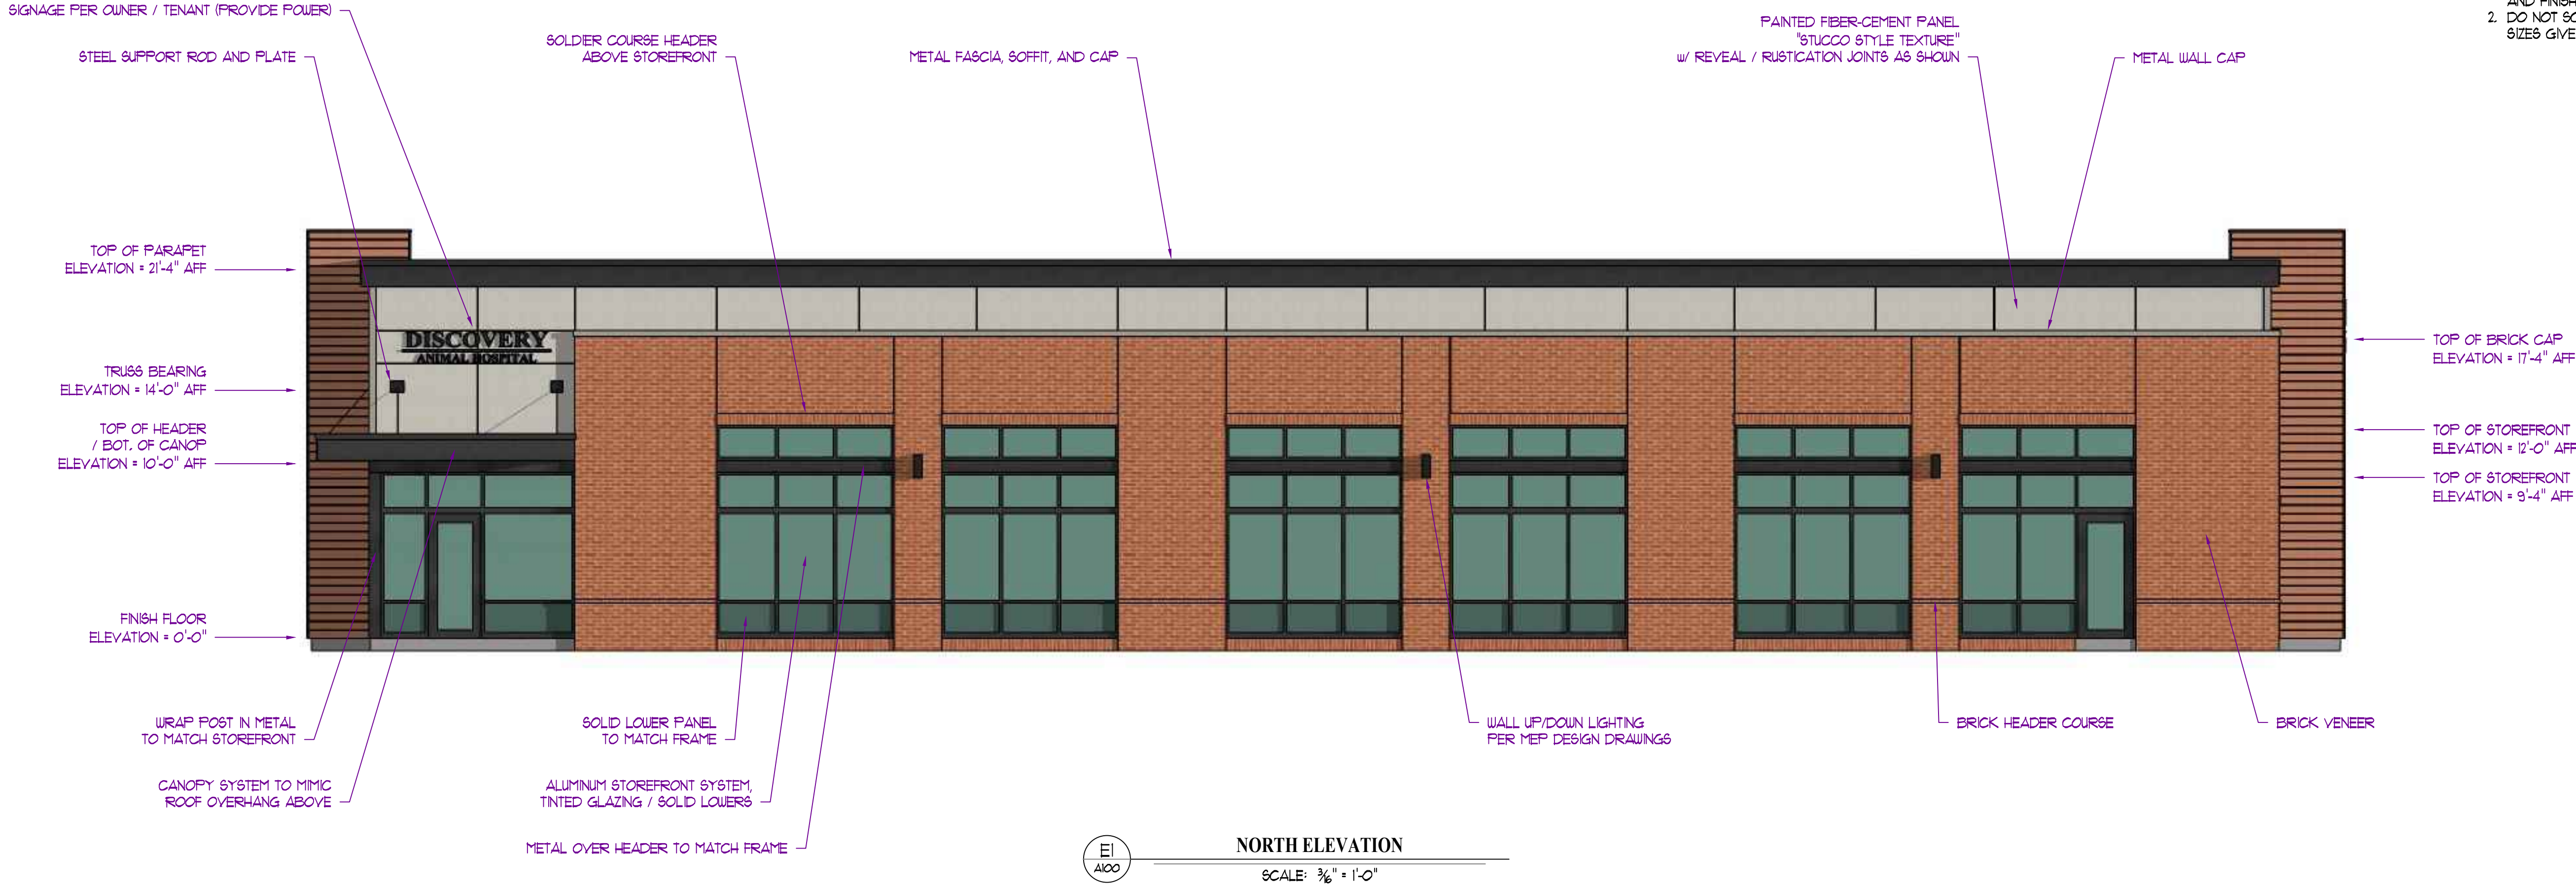 SIGNAGE PER OWNER / TENANT (PROVIDE POWER)
STEEL SUPPORT ROD AND PLATE
SOLDIER COURSE HEADER
ABOVE STOREFRONT
METAL FASCIA, SOFFIT, AND CAP
PAINTED FIBER-CEMENT PANEL
"STUCCO STYLE TEXTURE"
W/ REVEAL / RUSTICATION JOINTS AS SHOWN
METAL WALL CAP
AND FINISH
2. DO NOT SC
SIZES GIVE
TOP OF PARAPET
ELEVATION = 21'-4" AFF
TRUSS BEARING
ELEVATION = 14'-0" AFF
TOP OF HEADER
/ BOT. OF CANOP
ELEVATION = 10'-0" AFF
FINISH FLOOR
ELEVATION = 0'-0"
DISCOVERY
ANIMAL HOSPITAL
TOP OF BRICK CAP
ELEVATION = 17'-4" AFF
TOP OF STOREFRONT
ELEVATION = 12'-0" AFF
TOP OF STOREFRONT
ELEVATION = 9'-4" AFF
WRAP POST IN METAL
TO MATCH STOREFRONT
CANOPY SYSTEM TO MIMIC
ROOF OVERHANG ABOVE
SOLID LOWER PANEL
TO MATCH FRAME
ALUMINUM STOREFRONT SYSTEM,
TINTED GLAZING / SOLID LOWERS
METAL OVER HEADER TO MATCH FRAME
WALL UP/DOWN LIGHTING
PER MEP DESIGN DRAWINGS
BRICK HEADER COURSE
BRICK VENEER
E1
A100
NORTH ELEVATION
SCALE: 3/16" = 1'-0"